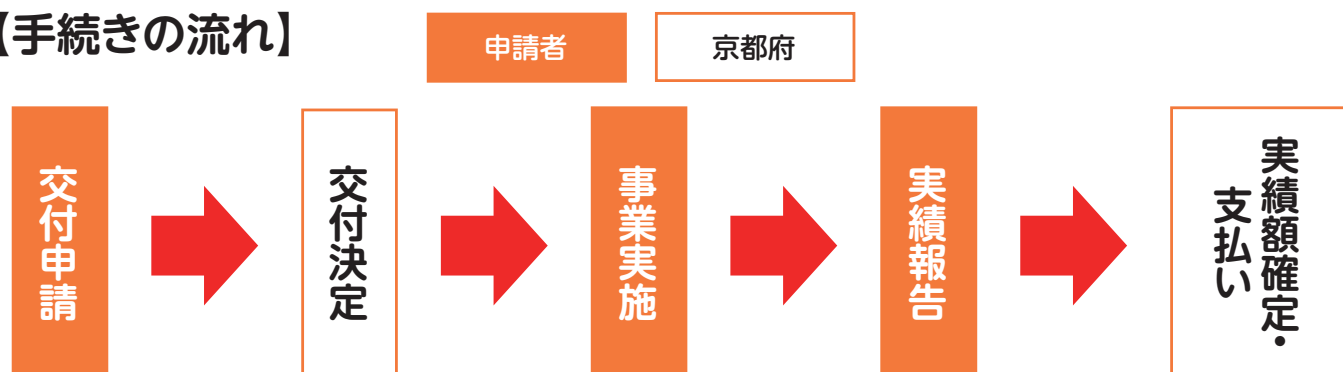 【手続きの流れ】
申請者
京都府
交付申請
交付決定
事業実施
実績報告
実績額確定・
支払い